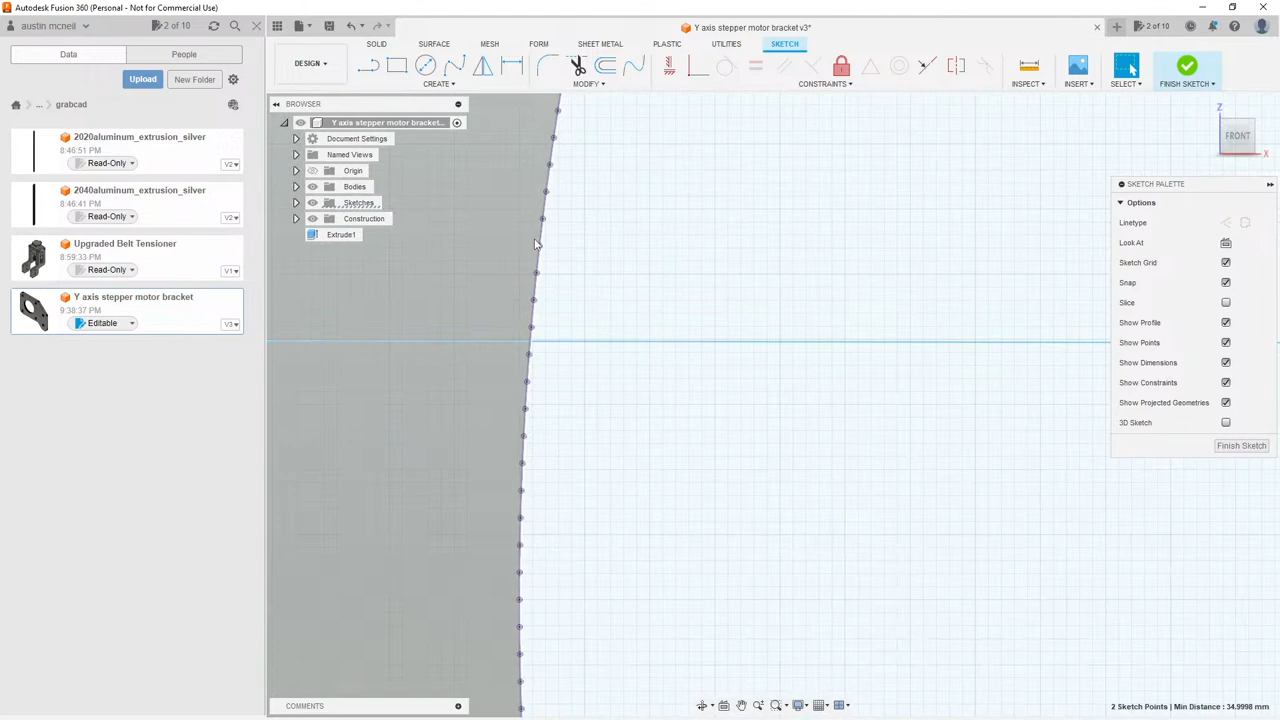 Autodesk Fusion 360 (Personal - Not for Commercial Use)
austin mcneil
2 of 10
Y axis stepper motor bracket v3*
2 of 10
Data
People
Upload
New Folder
...
grabcad
2020aluminum_extrusion_silver
8:46:51 PM
Read-Only
V2
2040aluminum_extrusion_silver
8:46:41 PM
Read-Only
V2
Upgraded Belt Tensioner
8:59:33 PM
Read-Only
V1
Y axis stepper motor bracket
9:38:37 PM
Editable
V3
SOLID
SURFACE
MESH
FORM
SHEET METAL
PLASTIC
UTILITIES
SKETCH
DESIGN
CREATE
MODIFY
CONSTRAINTS
INSPECT
INSERT
SELECT
FINISH SKETCH
BROWSER
Y axis stepper motor bracket...
Document Settings
Named Views
Origin
Bodies
Sketches
Construction
Extrude1
Z
FRONT
X
SKETCH PALETTE
Options
Linetype
Look At
Sketch Grid
Snap
Slice
Show Profile
Show Points
Show Dimensions
Show Constraints
Show Projected Geometries
3D Sketch
Finish Sketch
COMMENTS
2 Sketch Points | Min Distance : 34.9998 mm